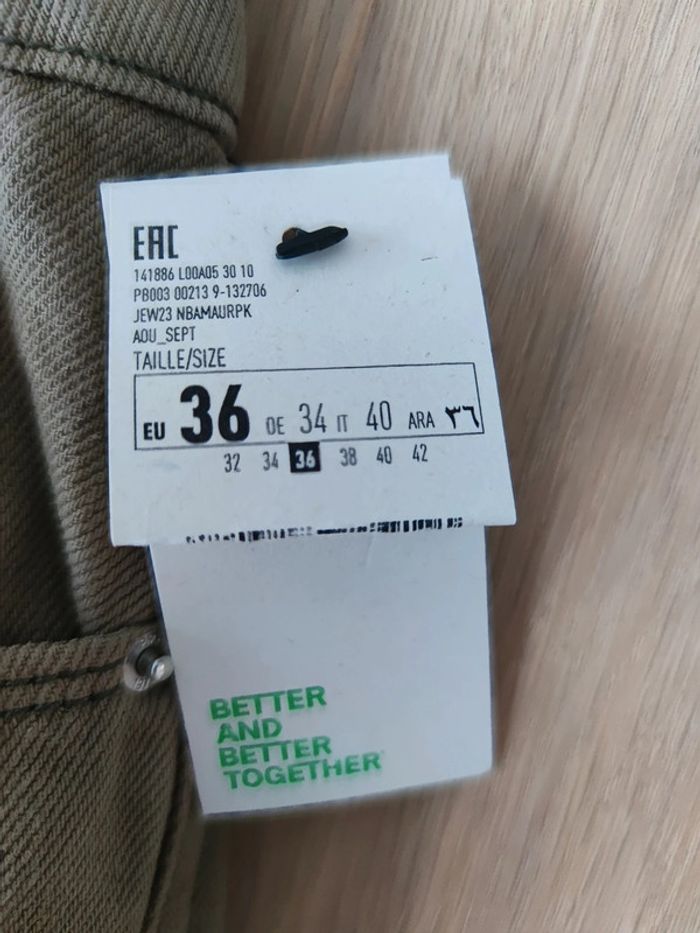 EAC
141886 L00A05 30 10
PB003 00213 9-132706
JEW23 NBAMAURPK
AOU_SEPT
TAILLE/SIZE
EU 36 DE 34 IT 40 ARA ٣٦
32 34 36 38 40 42
BETTER
AND
BETTER
TOGETHER